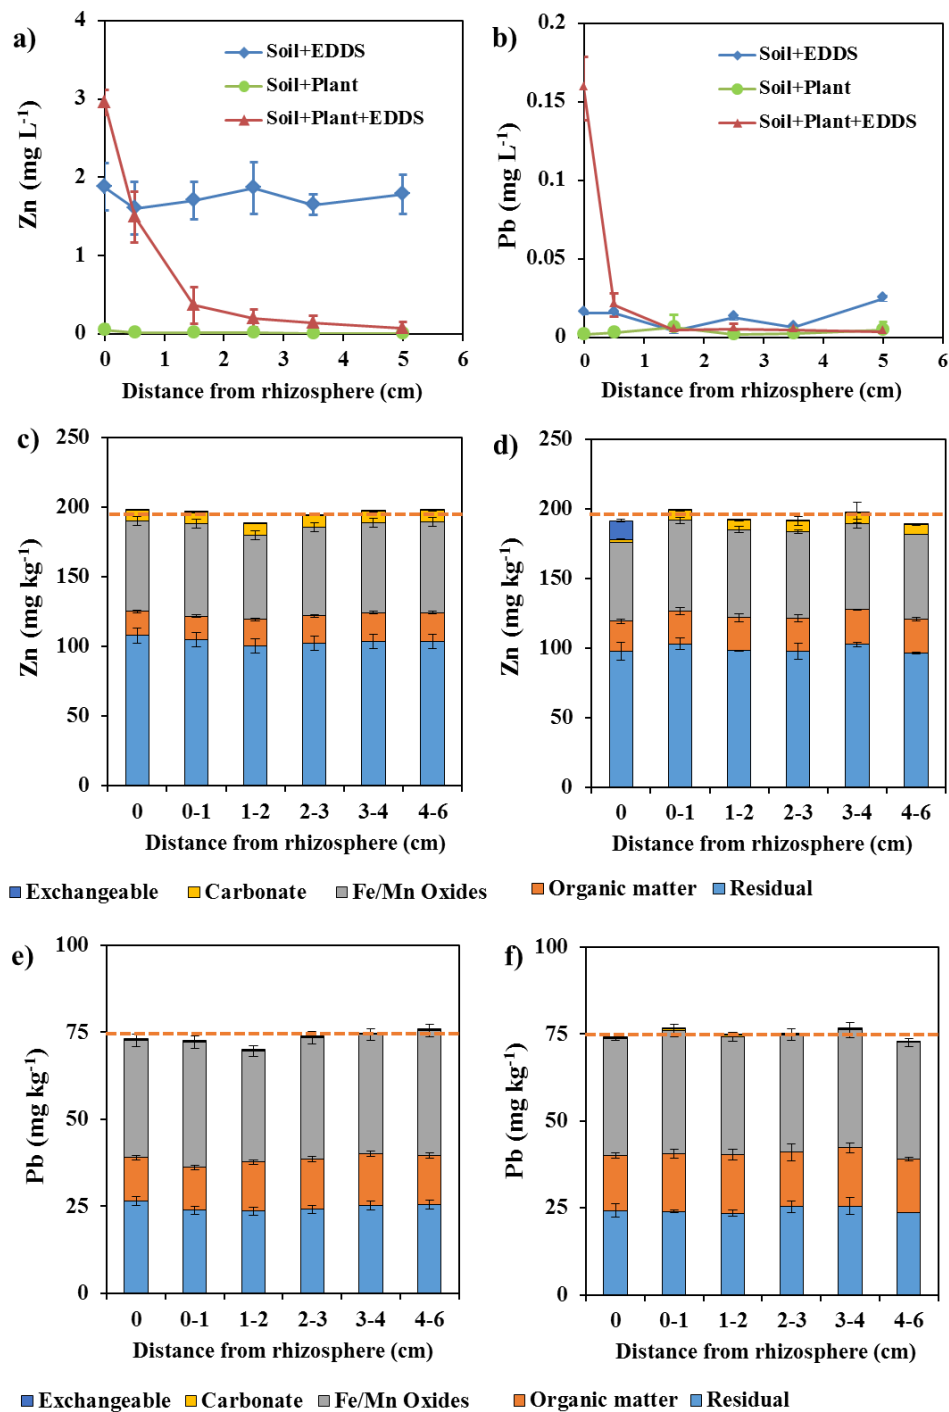 a)
4
3
2
1
0
Zn (mg L-1)
Soil+EDDS
Soil+Plant
Soil+Plant+EDDS
0 1 2 3 4 5 6
Distance from rhizosphere (cm)
b)
0.2
0.15
0.1
0.05
0
Pb (mg L-1)
Soil+EDDS
Soil+Plant
Soil+Plant+EDDS
0 1 2 3 4 5 6
Distance from rhizosphere (cm)
c)
250
200
150
100
50
0
Zn (mg kg-1)
0 0-1 1-2 2-3 3-4 4-6
Distance from rhizosphere (cm)
d)
250
200
150
100
50
0
Zn (mg kg-1)
0 0-1 1-2 2-3 3-4 4-6
Distance from rhizosphere (cm)
Exchangeable Carbonate Fe/Mn Oxides Organic matter Residual
e)
100
75
50
25
0
Pb (mg kg-1)
0 0-1 1-2 2-3 3-4 4-6
Distance from rhizosphere (cm)
f)
100
75
50
25
0
Pb (mg kg-1)
0 0-1 1-2 2-3 3-4 4-6
Distance from rhizosphere (cm)
Exchangeable Carbonate Fe/Mn Oxides Organic matter Residual